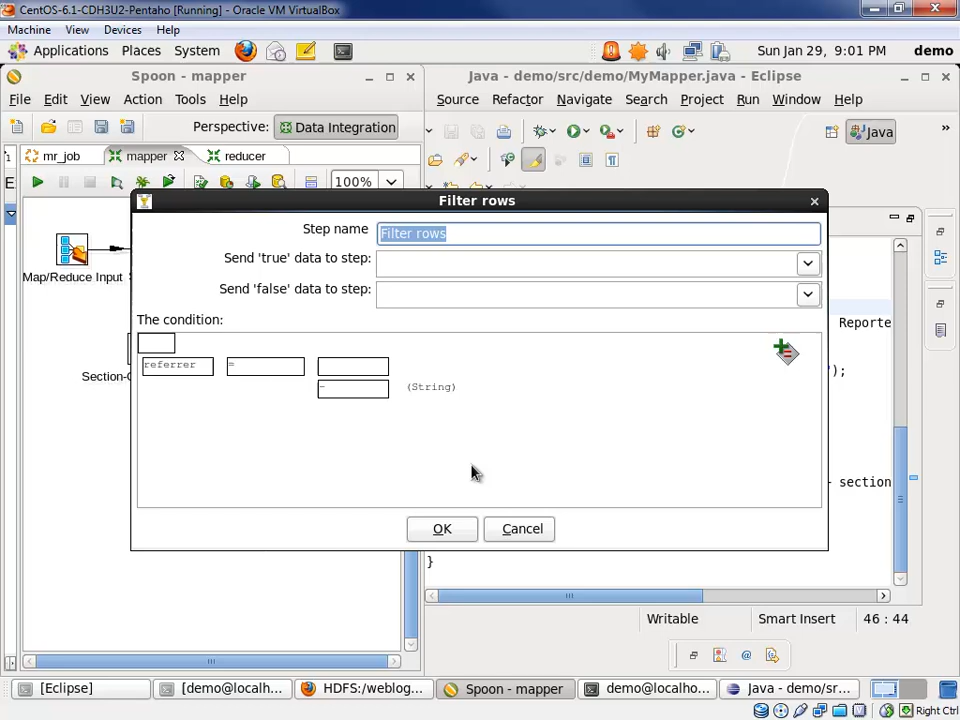 CentOS-6.1-CDH3U2-Pentaho [Running] - Oracle VM VirtualBox
Machine View Devices Help
Applications Places System Sun Jan 29, 9:01 PM demo
Spoon - mapper
Java - demo/src/demo/MyMapper.java - Eclipse
File Edit View Action Tools Help
Source Refactor Navigate Search Project Run Window Help
Perspective: Data Integration
Java
mr_job mapper reducer
100%
Filter rows
Step name Filter rows
Send 'true' data to step:
Send 'false' data to step:
The condition:
referrer =
- (String)
OK Cancel
Map/Reduce Input
Section-
Reporte
");
section
}
Writable Smart Insert 46 : 44
[Eclipse] [demo@localh... HDFS:/weblog... Spoon - mapper demo@localho... Java - demo/sr...
Right Ctrl